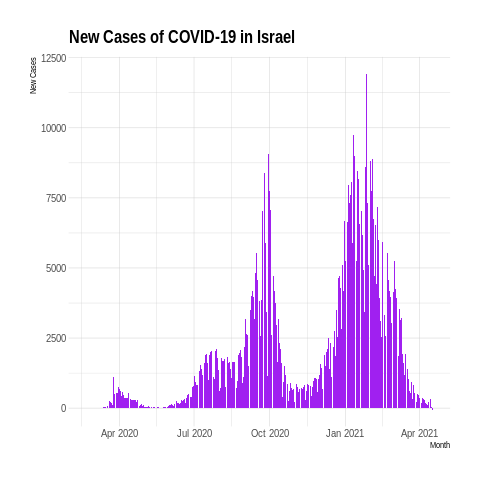 New Cases of COVID-19 in Israel
New Cases
12500
10000
7500
5000
2500
0
Apr 2020 Jul 2020 Oct 2020 Jan 2021 Apr 2021
Month